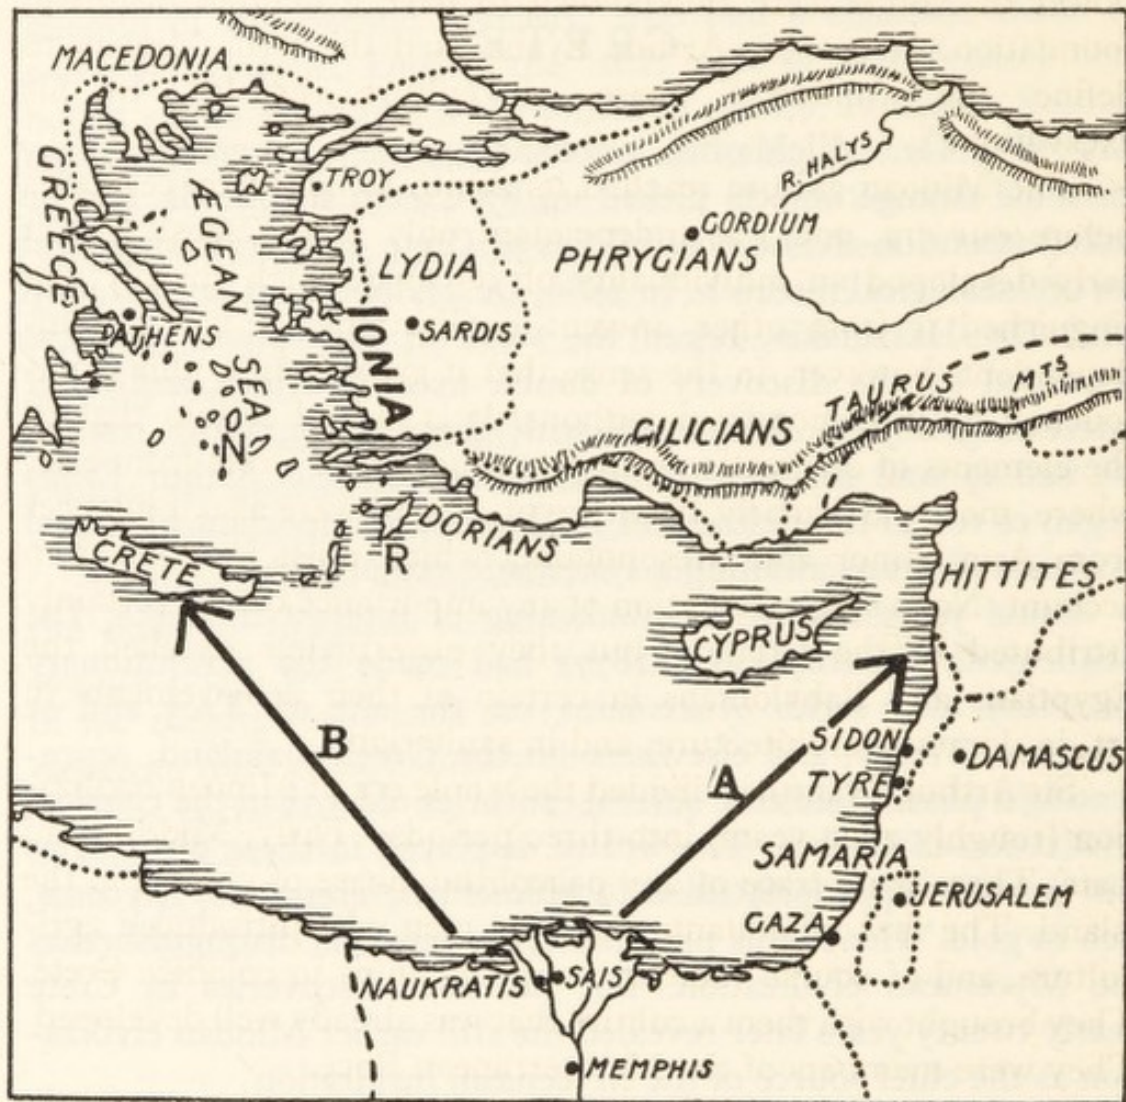 MACEDONIA
GREECE
ÆGEAN
SEA
TROY
R. HALYS
GORDIUM
LYDIA
PHRYGIANS
IONIA
SARDIS
ATHENS
TAURUS MTS
CILICIANS
N
DORIANS
CRETE
R
HITTITES
CYPRUS
B
SIDON
DAMASCUS
A
TYRE
SAMARIA
JERUSALEM
GAZA
SAIS
NAUKRATIS
MEMPHIS